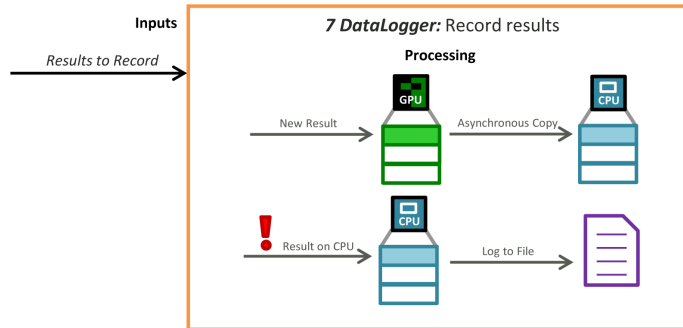 Inputs
7 DataLogger: Record results
Results to Record
Processing
GPU
CPU
New Result
Asynchronous Copy
CPU
Result on CPU
Log to File